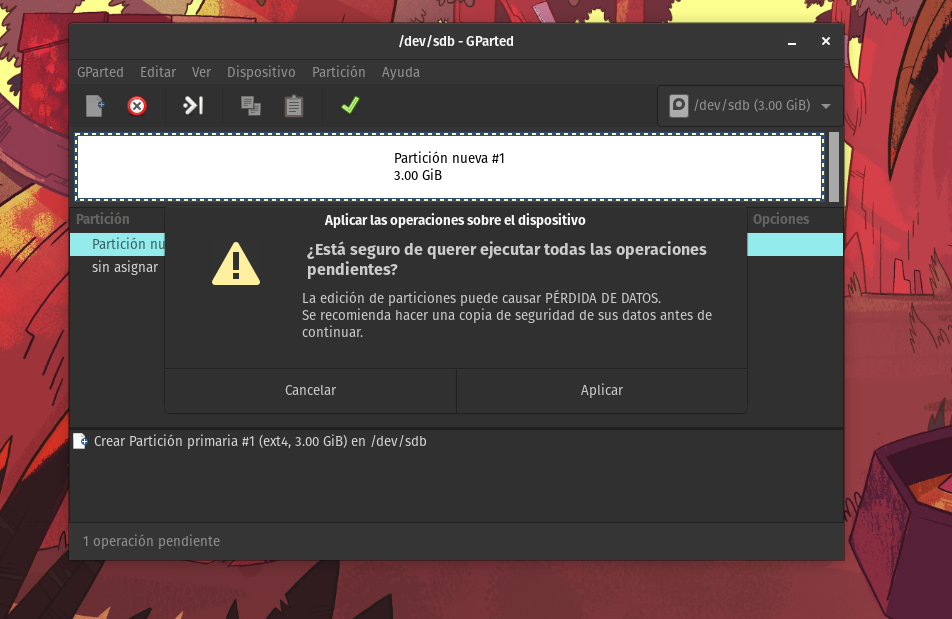 /dev/sdb - GParted
GParted Editar Ver Dispositivo Partición Ayuda
/dev/sdb (3.00 GiB)
Partición nueva #1
3.00 GiB
Partición Opciones
Aplicar las operaciones sobre el dispositivo
Partición nu
sin asignar
¿Está seguro de querer ejecutar todas las operaciones
pendientes?
La edición de particiones puede causar PÉRDIDA DE DATOS.
Se recomienda hacer una copia de seguridad de sus datos antes de
continuar.
Cancelar Aplicar
Crear Partición primaria #1 (ext4, 3.00 GiB) en /dev/sdb
1 operación pendiente